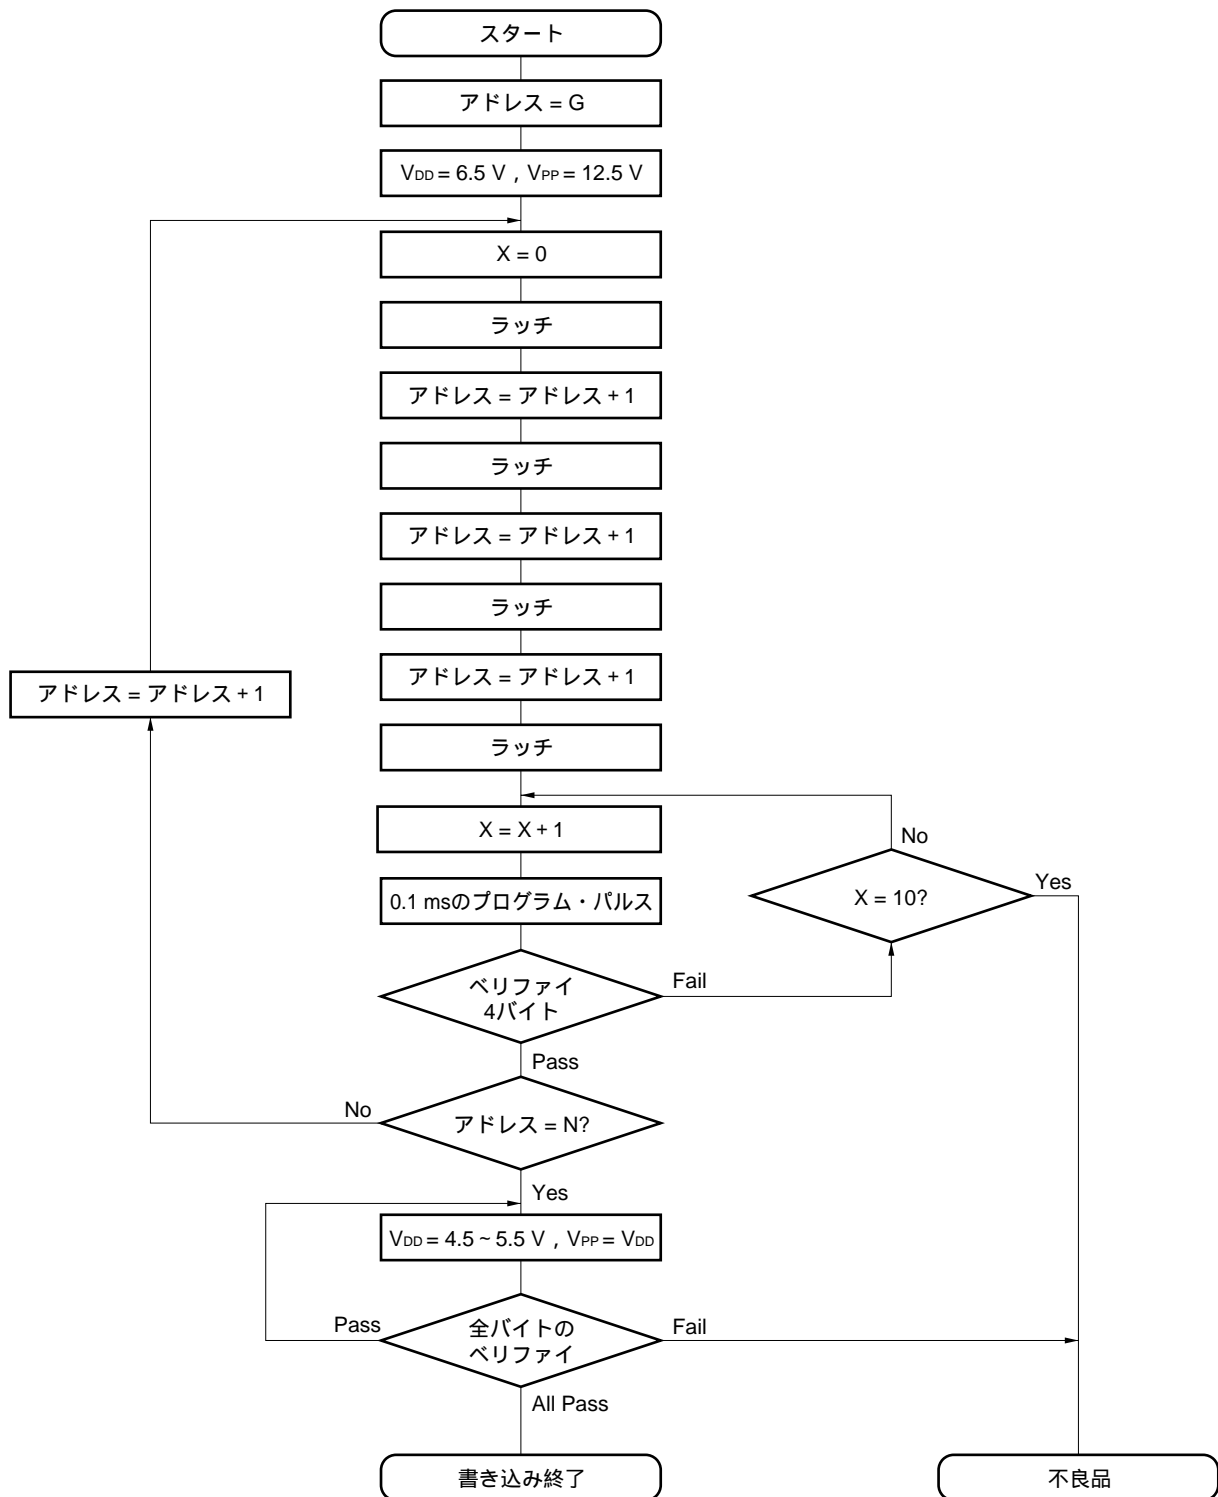 スタート
アドレス = G
VDD = 6.5 V , VPP = 12.5 V
X = 0
ラッチ
アドレス = アドレス + 1
ラッチ
アドレス = アドレス + 1
ラッチ
アドレス = アドレス + 1
アドレス = アドレス + 1
ラッチ
X = X + 1
No
X = 10?
Yes
0.1 msのプログラム・パルス
ベリファイ
4バイト
Fail
Pass
No
アドレス = N?
Yes
VDD = 4.5 ~ 5.5 V , VPP = VDD
Pass
全バイトの
ベリファイ
Fail
All Pass
書き込み終了
不良品